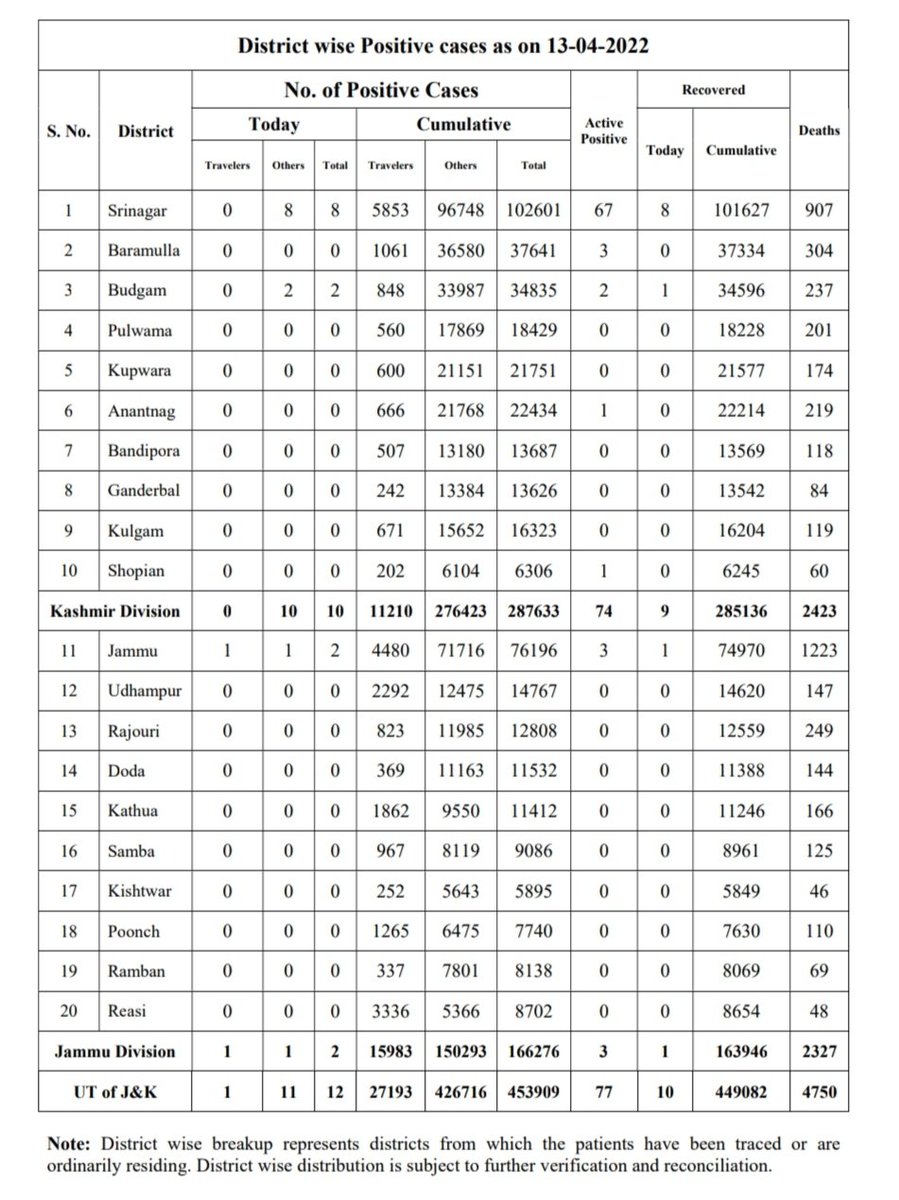 District wise Positive cases as on 13-04-2022
S. No. District No. of Positive Cases Active Positive Recovered Deaths
Today Cumulative Today Cumulative
Travelers Others Total Travelers Others Total
1 Srinagar 0 8 8 5853 96748 102601 67 8 101627 907
2 Baramulla 0 0 0 1061 36580 37641 3 0 37334 304
3 Budgam 0 2 2 848 33987 34835 2 1 34596 237
4 Pulwama 0 0 0 560 17869 18429 0 0 18228 201
5 Kupwara 0 0 0 600 21151 21751 0 0 21577 174
6 Anantnag 0 0 0 666 21768 22434 1 0 22214 219
7 Bandipora 0 0 0 507 13180 13687 0 0 13569 118
8 Ganderbal 0 0 0 242 13384 13626 0 0 13542 84
9 Kulgam 0 0 0 671 15652 16323 0 0 16204 119
10 Shopian 0 0 0 202 6104 6306 1 0 6245 60
Kashmir Division 0 10 10 11210 276423 287633 74 9 285136 2423
11 Jammu 1 1 2 4480 71716 76196 3 1 74970 1223
12 Udhampur 0 0 0 2292 12475 14767 0 0 14620 147
13 Rajouri 0 0 0 823 11985 12808 0 0 12559 249
14 Doda 0 0 0 369 11163 11532 0 0 11388 144
15 Kathua 0 0 0 1862 9550 11412 0 0 11246 166
16 Samba 0 0 0 967 8119 9086 0 0 8961 125
17 Kishtwar 0 0 0 252 5643 5895 0 0 5849 46
18 Poonch 0 0 0 1265 6475 7740 0 0 7630 110
19 Ramban 0 0 0 337 7801 8138 0 0 8069 69
20 Reasi 0 0 0 3336 5366 8702 0 0 8654 48
Jammu Division 1 1 2 15983 150293 166276 3 1 163946 2327
UT of J&K 1 11 12 27193 426716 453909 77 10 449082 4750
Note: District wise breakup represents districts from which the patients have been traced or are
ordinarily residing. District wise distribution is subject to further verification and reconciliation.